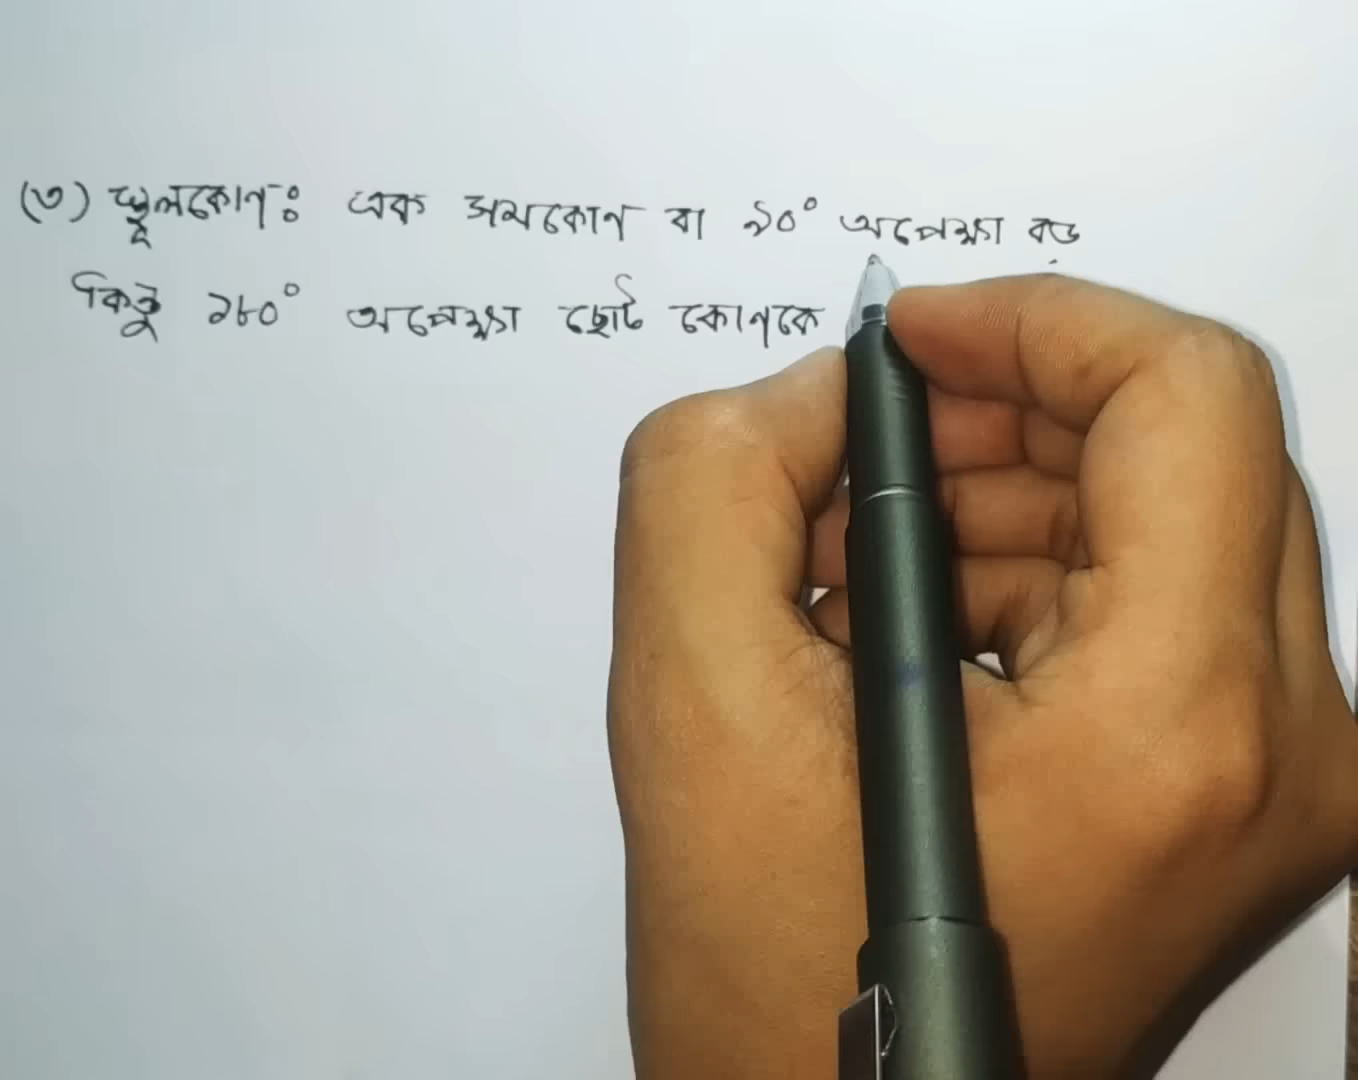 (৩) স্থূলকোণঃ এক সমকোণ বা ৯০° অপেক্ষা বড়
কিন্তু ১৮০° অপেক্ষা ছোট কোণকে